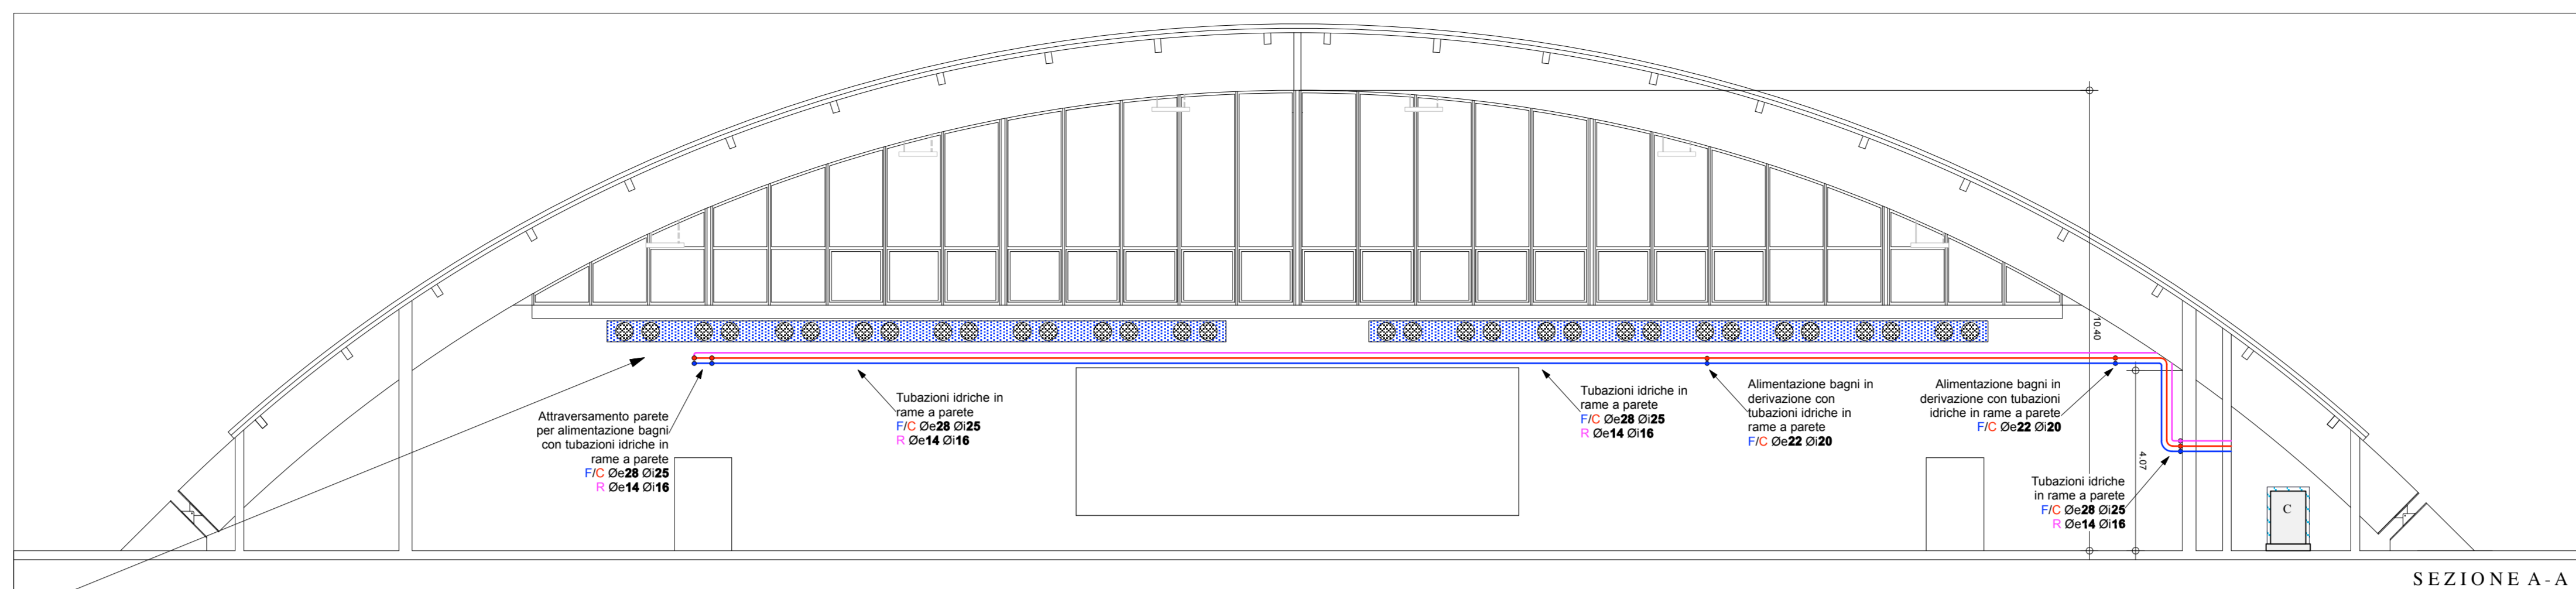 10.40
Attraversamento parete
per alimentazione bagni
con tubazioni idriche in
rame a parete
F/C Øe28 Øi25
R Øe14 Øi16
Tubazioni idriche in
rame a parete
F/C Øe28 Øi25
R Øe14 Øi16
Tubazioni idriche in
rame a parete
F/C Øe28 Øi25
R Øe14 Øi16
Alimentazione bagni in
derivazione con
tubazioni idriche in
rame a parete
F/C Øe22 Øi20
Alimentazione bagni in
derivazione con tubazioni
idriche in rame a parete
F/C Øe22 Øi20
4.07
Tubazioni idriche
in rame a parete
F/C Øe28 Øi25
R Øe14 Øi16
C
SEZIONE A-A